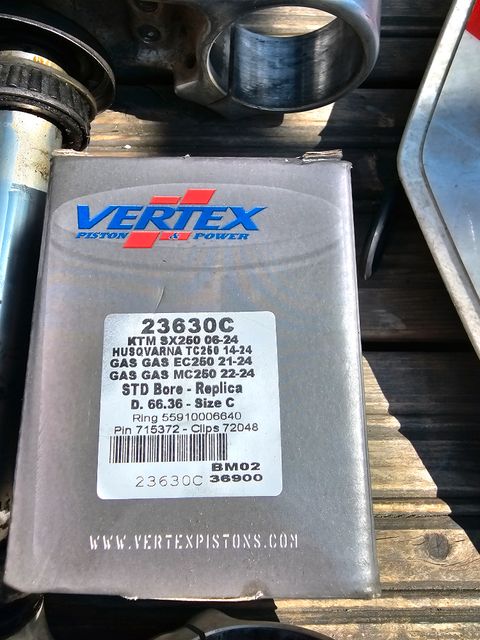 VERTEX
PISTON & POWER
23630C
KTM SX250 06-24
HUSQVARNA TC250 14-24
GAS GAS EC250 21-24
GAS GAS MC250 22-24
STD Bore - Replica
D. 66.36 - Size C
Ring 55910006640
Pin 715372 - Clips 72048
BM02
23630C 36900
WWW.VERTEXPISTONS.COM